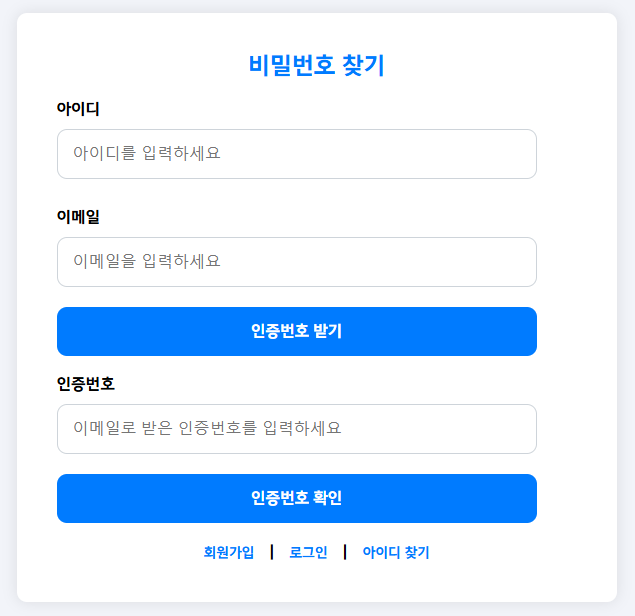 비밀번호 찾기
아이디
아이디를 입력하세요
이메일
이메일을 입력하세요
인증번호 받기
인증번호
이메일로 받은 인증번호를 입력하세요
인증번호 확인
회원가입 | 로그인 | 아이디 찾기